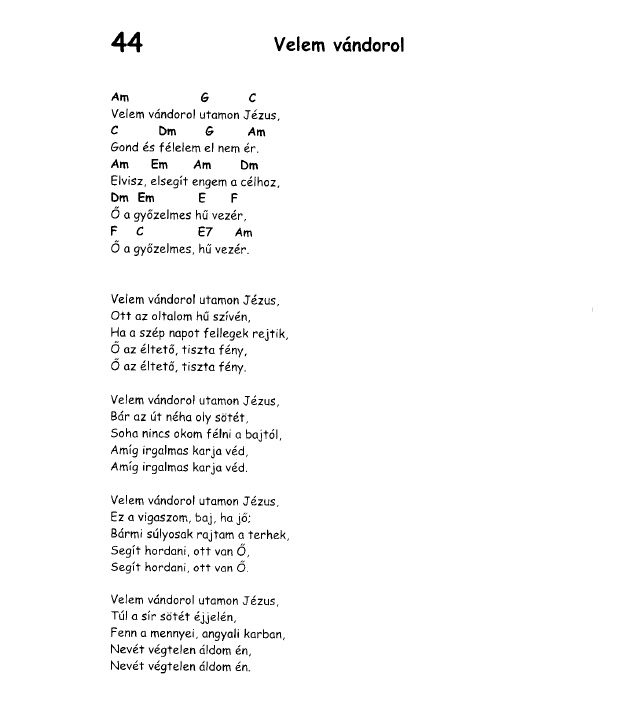 44 Velem vándorol
Am G C
Velem vándorol utamon Jézus,
C Dm G Am
Gond és félelem el nem ér.
Am Em Am Dm
Elvisz, elsegít engem a célhoz,
Dm Em E F
Ő a győzelmes hű vezér,
F C E7 Am
Ő a győzelmes, hű vezér.
Velem vándorol utamon Jézus,
Ott az oltalom hű szívén,
Ha a szép napot fellegek rejtik,
Ő az éltető, tiszta fény,
Ő az éltető, tiszta fény.
Velem vándorol utamon Jézus,
Bár az út néha oly sötét,
Soha nincs okom félni a bajtól,
Amíg irgalmas karja véd,
Amíg irgalmas karja véd.
Velem vándorol utamon Jézus,
Ez a vigaszom, baj, ha jő;
Bármi súlyosak rajtam a terhek,
Segít hordani, ott van Ő,
Segít hordani, ott van Ő.
Velem vándorol utamon Jézus,
Túl a sír sötét éjjelén,
Fenn a mennyei, angyali karban,
Nevét végtelen áldom én,
Nevét végtelen áldom én.